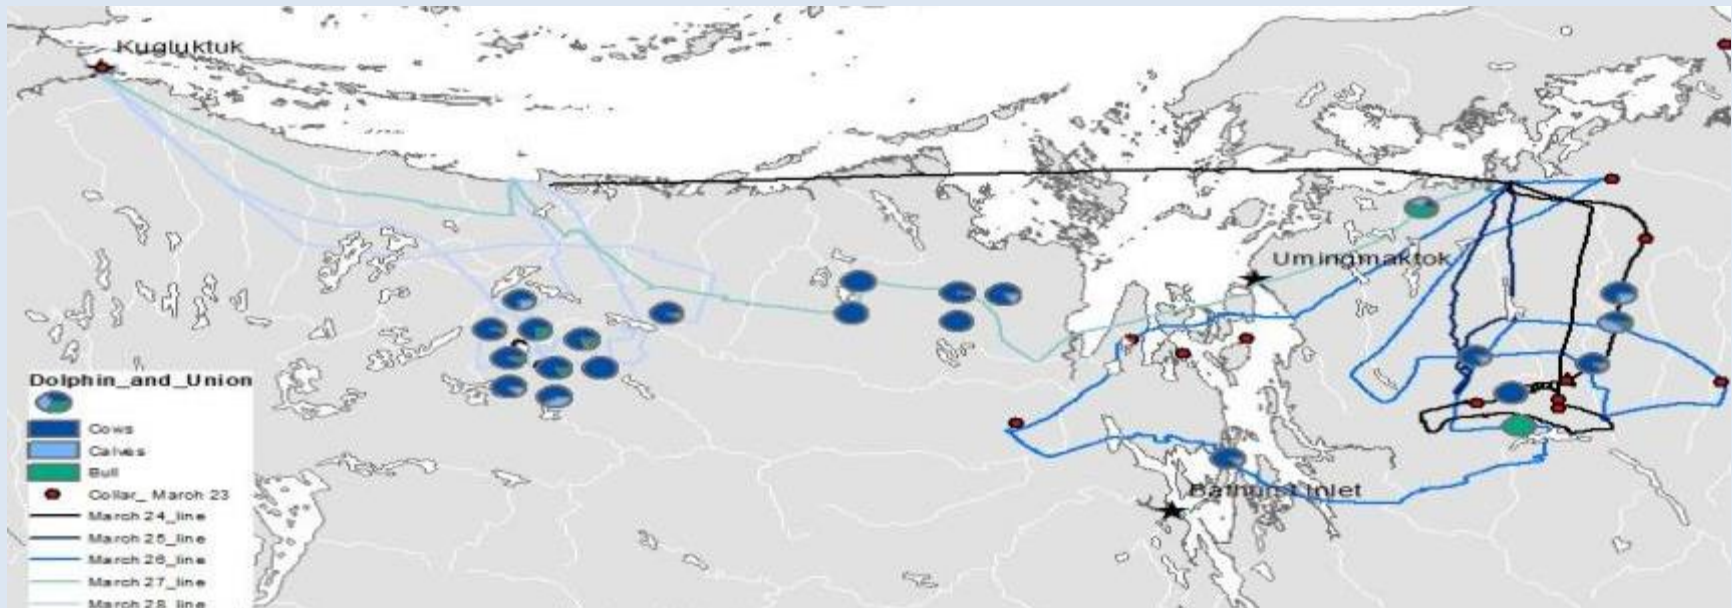 Kugluktuk
Umingmaktok
Bathurst Inlet
Dolphin_and_Union
Cows
Calves
Bull
Collar_ March 23
March 24_line
March 25_line
March 26_line
March 27_line
March 28_line